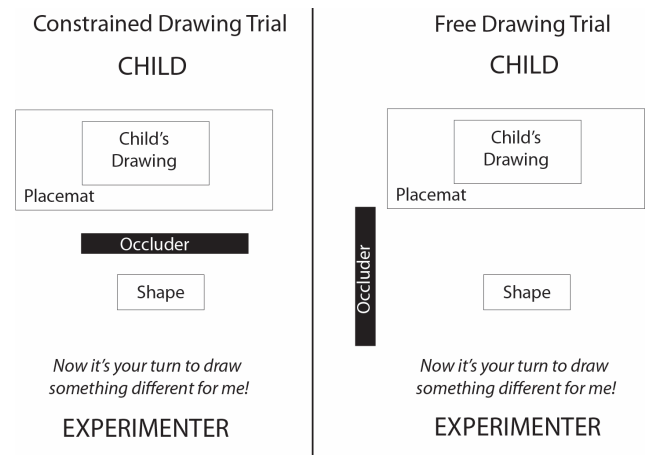 Constrained Drawing Trial
CHILD
Child's
Drawing
Placemat
Occluder
Shape
Now it's your turn to draw
something different for me!
EXPERIMENTER
Free Drawing Trial
CHILD
Child's
Drawing
Placemat
Occluder
Shape
Now it's your turn to draw
something different for me!
EXPERIMENTER